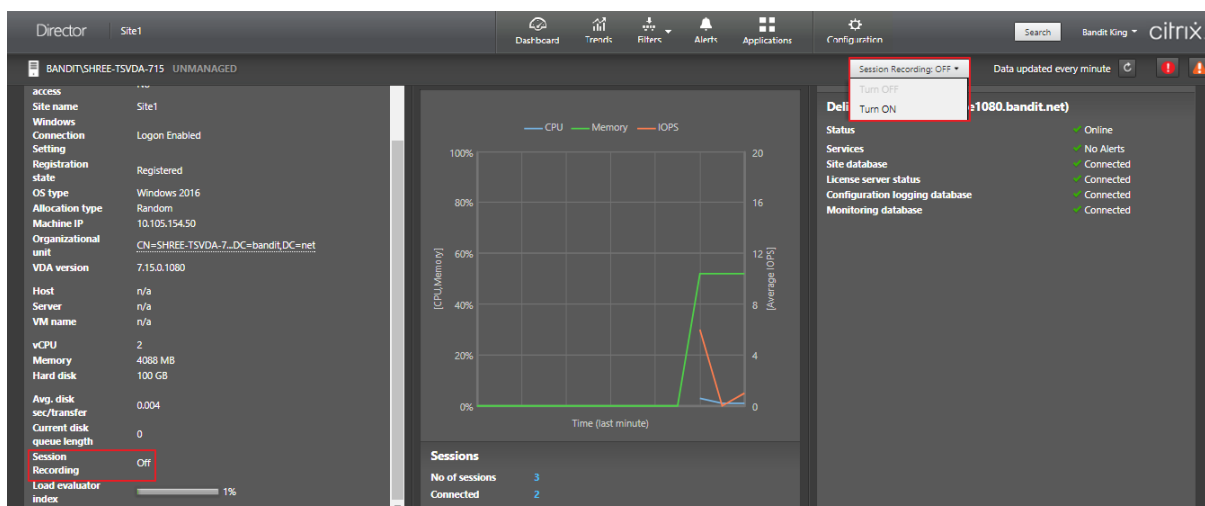 Director Site1 Dashboard Trends Filters Alerts Applications Configuration Search Bandit King citrix
BANDIT\SHREE-TSVDA-715 UNMANAGED Session Recording: OFF Data updated every minute
Turn OFF
Turn ON
access No
Site name Site1
Windows
Connection Logon Enabled
Setting
Registration
state Registered
OS type Windows 2016
Allocation type Random
Machine IP 10.105.154.50
Organizational
unit CN=SHREE-TSVDA-7...DC=bandit,DC=net
VDA version 7.15.0.1080
Host n/a
Server n/a
VM name n/a
vCPU 2
Memory 4088 MB
Hard disk 100 GB
Avg. disk
sec/transfer 0.004
Current disk
queue length 0
Session
Recording Off
Load evaluator
index 1%
CPU Memory IOPS
100% 20
80% 16
60% 12
40% 8
20% 4
0% 0
[CPU,Memory]
[Average IOPS]
Time (last minute)
Sessions
No of sessions 3
Connected 2
Deli e1080.bandit.net)
Status Online
Services No Alerts
Site database Connected
License server status Connected
Configuration logging database Connected
Monitoring database Connected